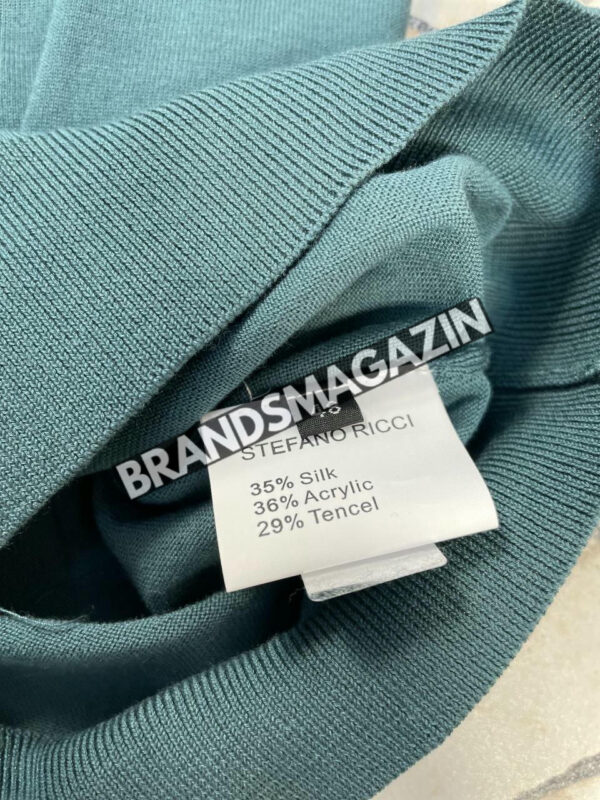 BRANDSMAGAZIN
STEFANO RICCI
35% Silk
36% Acrylic
29% Tencel